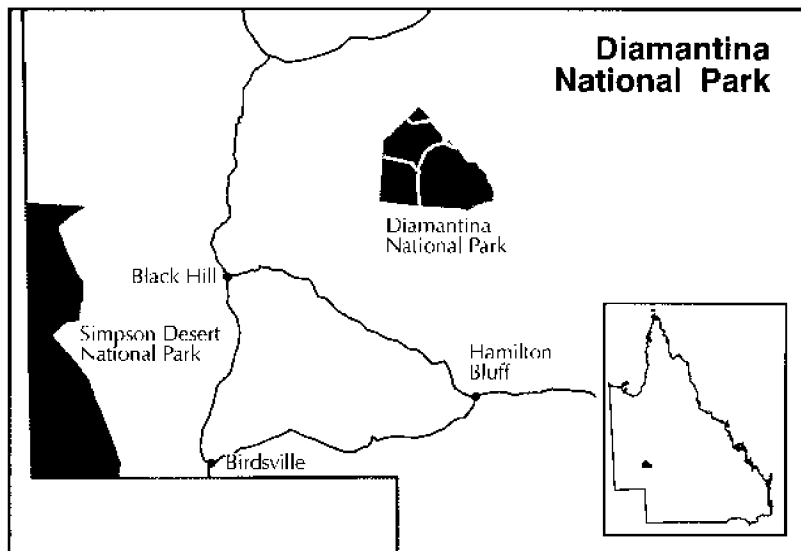 Diamantina
National Park
Diamantina
National Park
Black Hill
Simpson Desert
National Park
Hamilton
Bluff
Birdsville